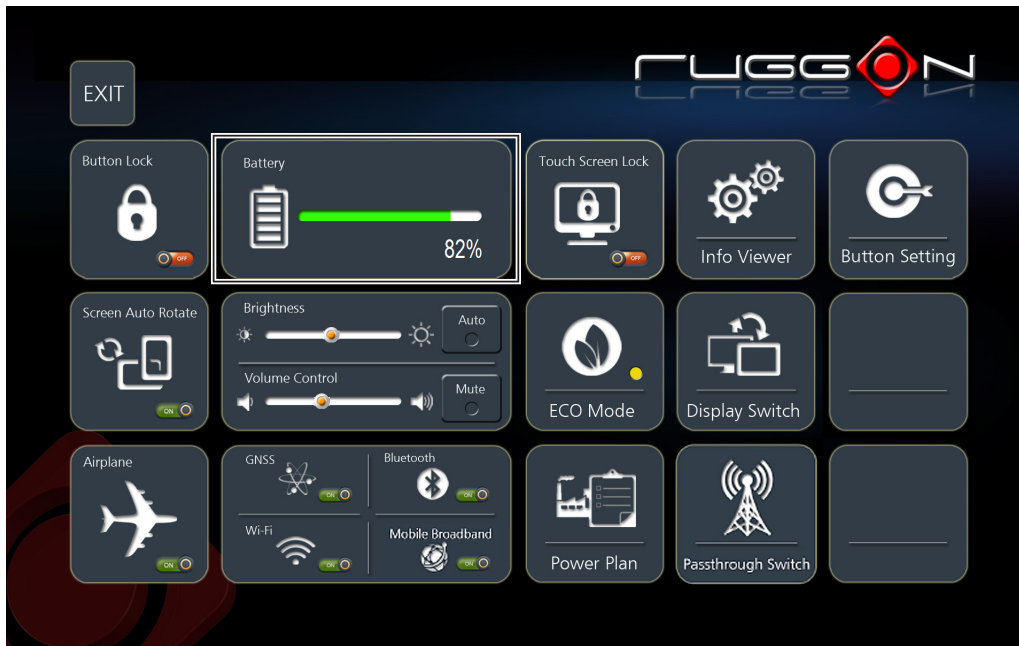 EXIT
RUGGON
Button Lock
OFF
Battery
82%
Touch Screen Lock
OFF
Info Viewer
Button Setting
Screen Auto Rotate
ON
Brightness
Auto
Volume Control
Mute
ECO Mode
Display Switch
Airplane
ON
GNSS
ON
Bluetooth
ON
Wi-Fi
ON
Mobile Broadband
ON
Power Plan
Passthrough Switch